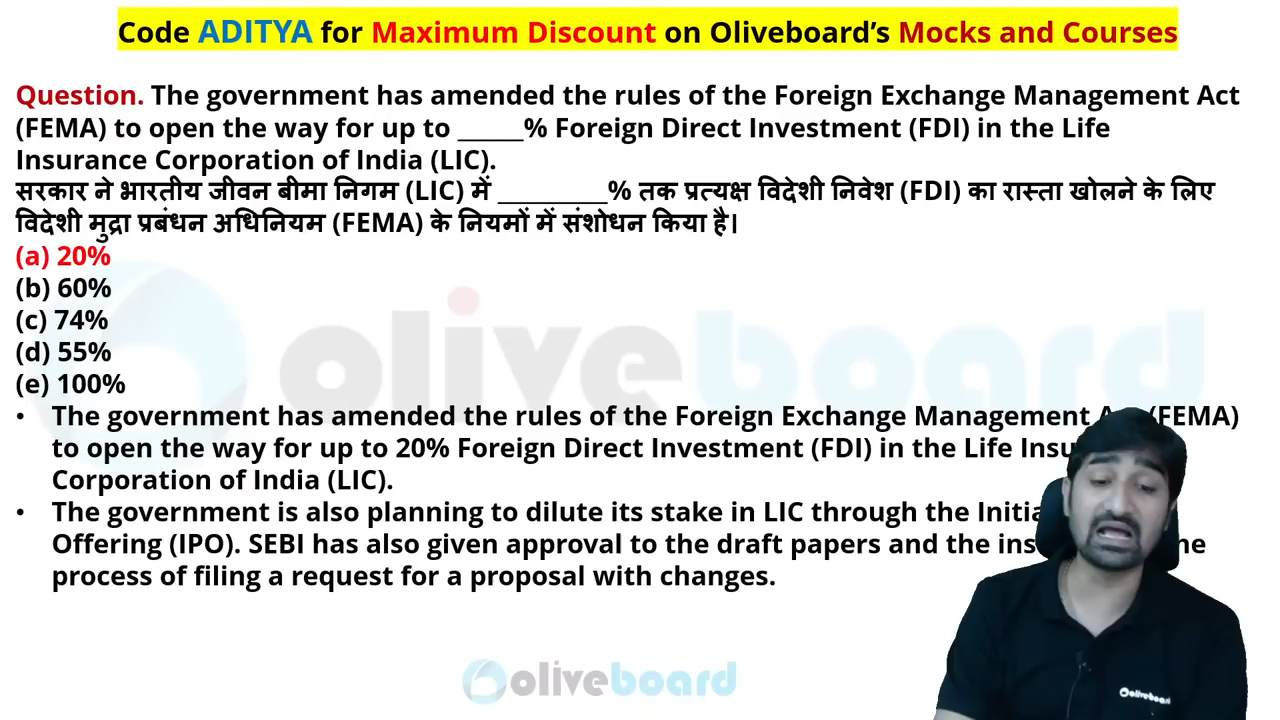 Code ADITYA for Maximum Discount on Oliveboard's Mocks and Courses
Question. The government has amended the rules of the Foreign Exchange Management Act
(FEMA) to open the way for up to ______% Foreign Direct Investment (FDI) in the Life
Insurance Corporation of India (LIC).
सरकार ने भारतीय जीवन बीमा निगम (LIC) में __________% तक प्रत्यक्ष विदेशी निवेश (FDI) का रास्ता खोलने के लिए
विदेशी मुद्रा प्रबंधन अधिनियम (FEMA) के नियमों में संशोधन किया है।
(a) 20%
(b) 60%
(c) 74%
(d) 55%
(e) 100%
• The government has amended the rules of the Foreign Exchange Management (FEMA)
to open the way for up to 20% Foreign Direct Investment (FDI) in the Life
Corporation of India (LIC).
• The government is also planning to dilute its stake in LIC through the
Offering (IPO). SEBI has also given approval to the draft papers and the
process of filing a request for a proposal with changes.
oliveboard
oliveboard
oliveboard